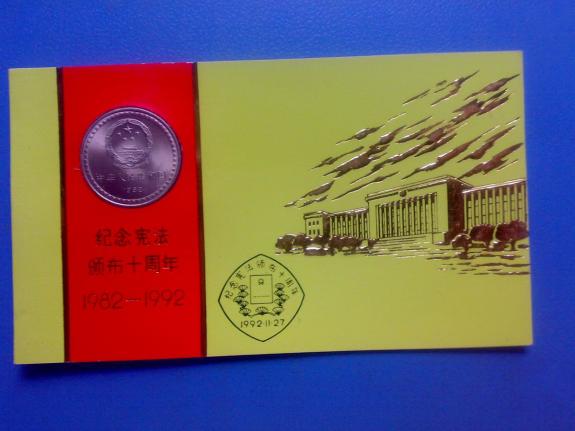 中华人民共和国
1992
纪念宪法
颁布十周年
1982—1992
纪念宪法颁布十周年
1992·11·27